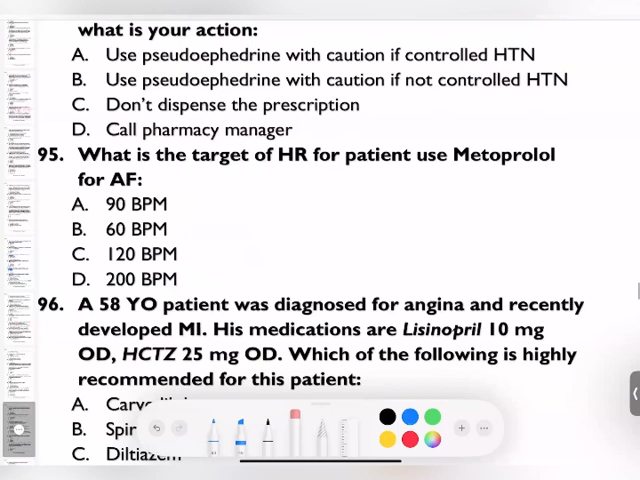 what is your action:
A. Use pseudoephedrine with caution if controlled HTN
B. Use pseudoephedrine with caution if not controlled HTN
C. Don't dispense the prescription
D. Call pharmacy manager
95. What is the target of HR for patient use Metoprolol
for AF:
A. 90 BPM
B. 60 BPM
C. 120 BPM
D. 200 BPM
96. A 58 YO patient was diagnosed for angina and recently
developed MI. His medications are Lisinopril 10 mg
OD, HCTZ 25 mg OD. Which of the following is highly
recommended for this patient:
A.
B.
C. Diltiazem